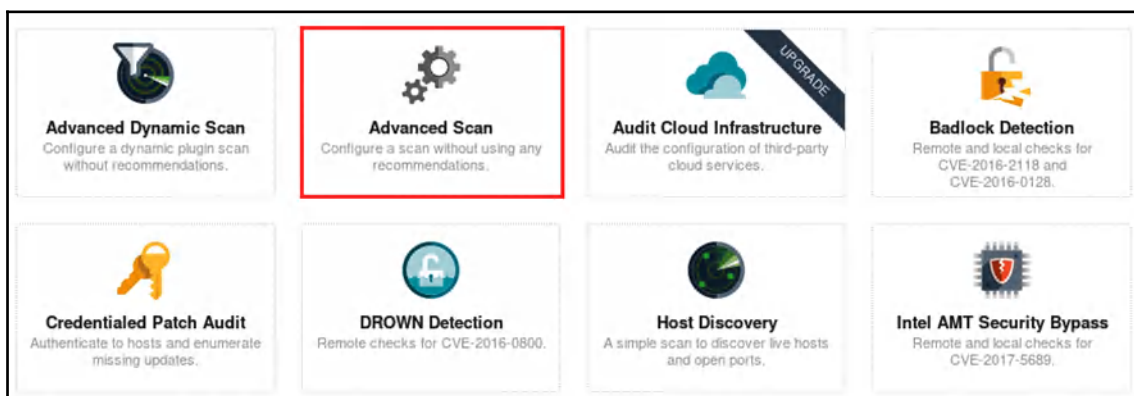 Advanced Dynamic Scan
Configure a dynamic plugin scan
without recommendations.
Advanced Scan
Configure a scan without using any
recommendations.
UPGRADE
Audit Cloud Infrastructure
Audit the configuration of third-party
cloud services.
Badlock Detection
Remote and local checks for
CVE-2016-2118 and
CVE-2016-0128.
Credentialed Patch Audit
Authenticate to hosts and enumerate
missing updates.
DROWN Detection
Remote checks for CVE-2016-0800.
Host Discovery
A simple scan to discover live hosts
and open ports.
Intel AMT Security Bypass
Remote and local checks for
CVE-2017-5689.